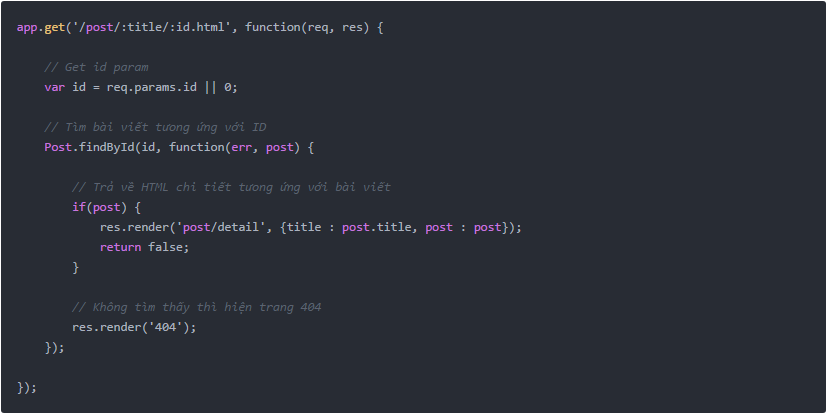 app.get('/post/:title/:id.html', function(req, res) {
// Get id param
var id = req.params.id || 0;
// Tìm bài viết tương ứng với ID
Post.findById(id, function(err, post) {
// Trả về HTML chi tiết tương ứng với bài viết
if(post) {
res.render('post/detail', {title : post.title, post : post});
return false;
}
// Không tìm thấy thì hiện trang 404
res.render('404');
});
});